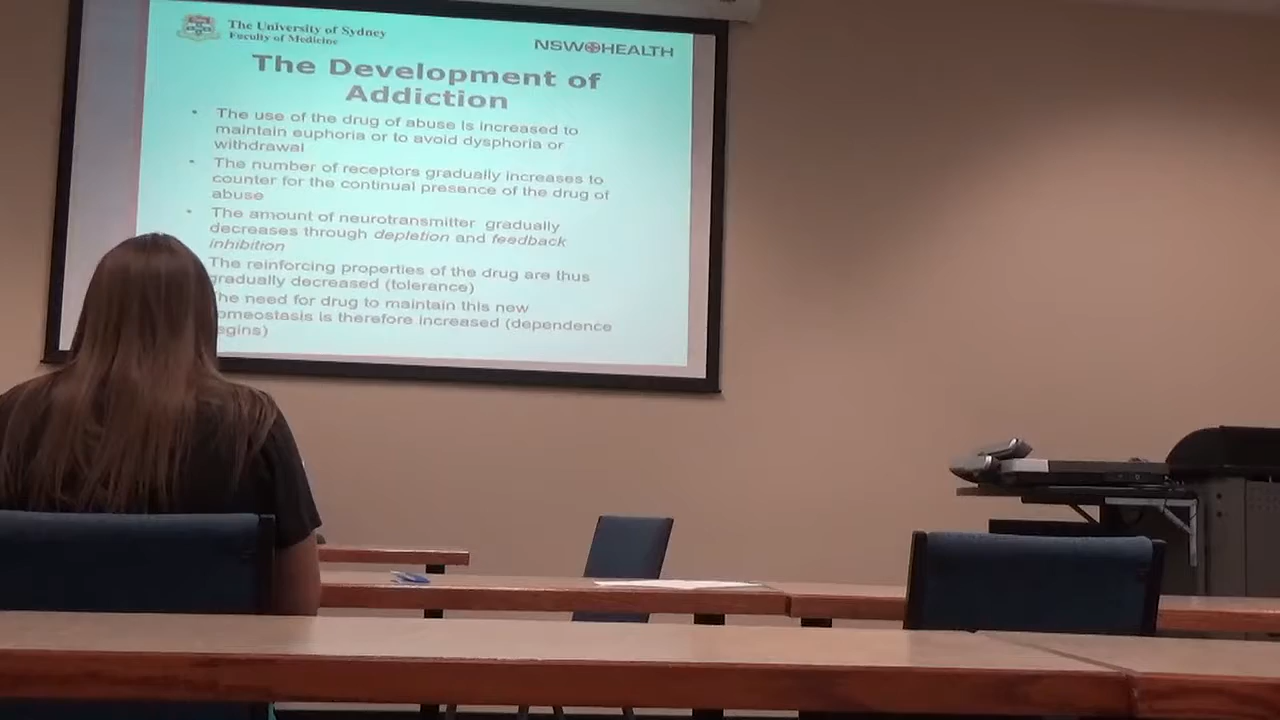 The University of Sydney
Faculty of Medicine
NSW HEALTH
The Development of
Addiction
• The use of the drug of abuse is increased to
maintain euphoria or to avoid dysphoria or
withdrawal
• The number of receptors gradually increases to
counter for the continual presence of the drug of
abuse
• The amount of neurotransmitter gradually
decreases through depletion and feedback
inhibition
The reinforcing properties of the drug are thus
gradually decreased (tolerance)
he need for drug to maintain this new
omeostasis is therefore increased (dependence
egins)